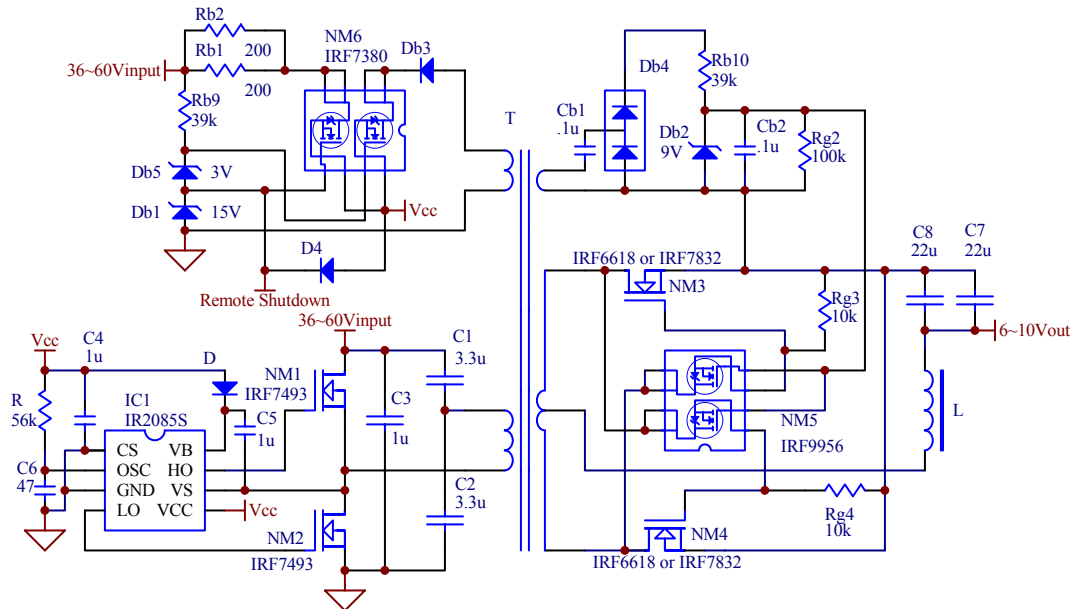 Rb2
200
Rb1
200
36~60Vinput
Rb9
39k
Db5
3V
Db1
15V
NM6
IRF7380
Db3
Vcc
D4
Remote Shutdown
T
Cb1
.1u
Db4
Rb10
39k
Db2
9V
Cb2
.1u
Rg2
100k
IRF6618 or IRF7832
NM3
Rg3
10k
C8
22u
C7
22u
6~10Vout
NM5
IRF9956
L
Rg4
10k
NM4
IRF6618 or IRF7832
36~60Vinput
Vcc
C4
1u
D
R
56k
IC1
IR2085S
CS
OSC
GND
LO
VB
HO
VS
VCC
C6
47
C5
1u
Vcc
NM1
IRF7493
NM2
IRF7493
C3
1u
C1
3.3u
C2
3.3u